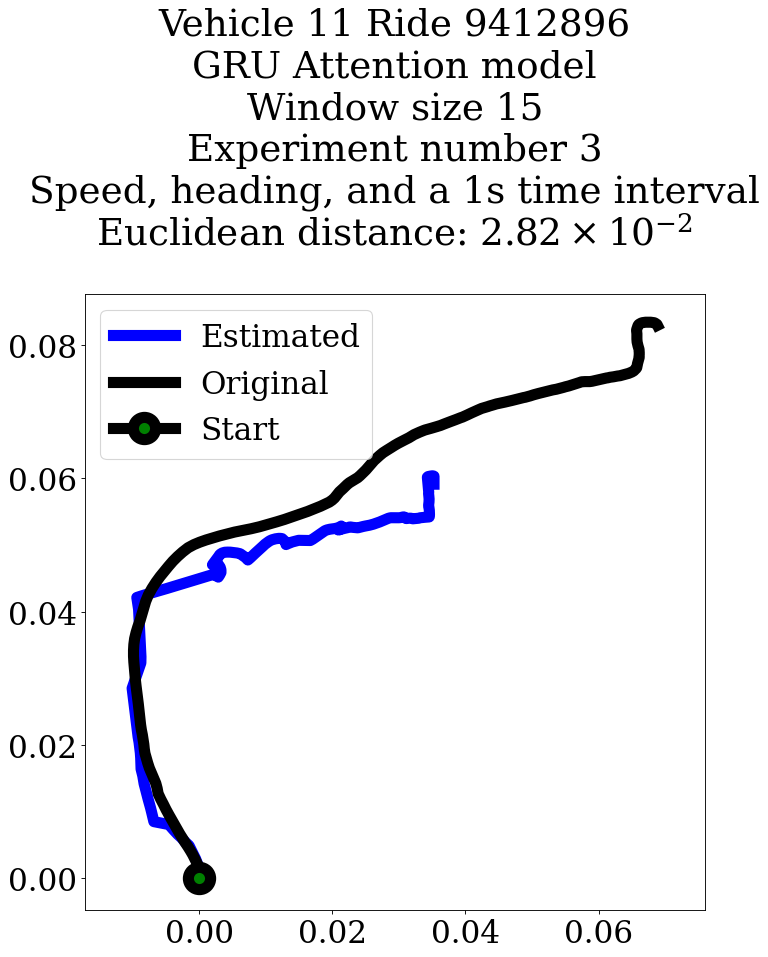 Vehicle 11 Ride 9412896
GRU Attention model
Window size 15
Experiment number 3
Speed, heading, and a 1s time interval
Euclidean distance: 2.82 × 10⁻²
Estimated
Original
Start
0.08
0.06
0.04
0.02
0.00
0.00 0.02 0.04 0.06